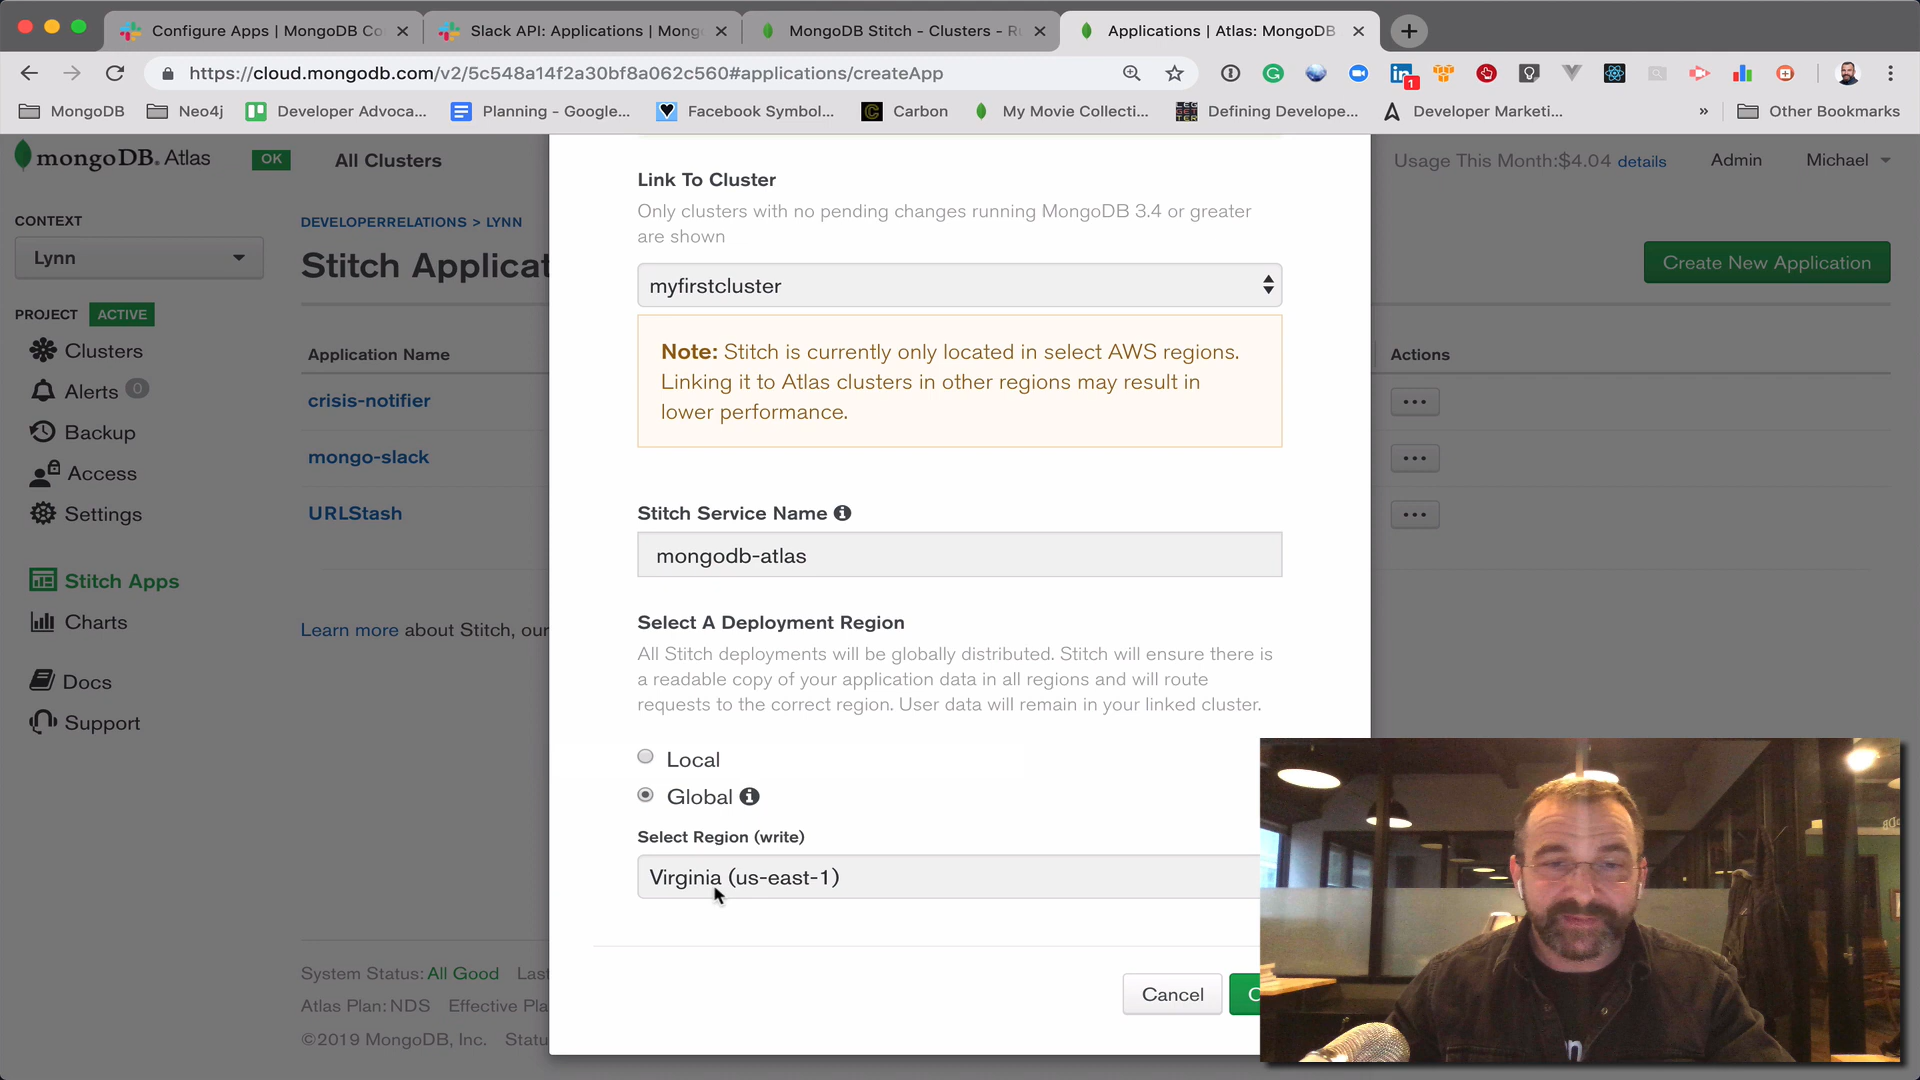 Configure Apps | MongoDB Co
Slack API: Applications | Mong
MongoDB Stitch - Clusters - R
Applications | Atlas: MongoDB
https://cloud.mongodb.com/v2/5c548a14f2a30bf8a062c560#applications/createApp
1
MongoDB
Neo4j
Developer Advoca...
Planning - Google...
Facebook Symbol...
Carbon
My Movie Collecti...
Defining Develope...
Developer Marketi...
»
Other Bookmarks
mongoDB. Atlas
OK
All Clusters
Usage This Month:$4.04 details
Admin
Michael
CONTEXT
Lynn
PROJECT ACTIVE
Clusters
Alerts 0
Backup
Access
Settings
Stitch Apps
Charts
Docs
Support
DEVELOPERRELATIONS > LYNN
Stitch Applicat
Create New Application
Application Name
Actions
crisis-notifier
mongo-slack
URLStash
Learn more about Stitch, our
System Status: All Good Last
Atlas Plan: NDS Effective Pla
©2019 MongoDB, Inc. Statu
Link To Cluster
Only clusters with no pending changes running MongoDB 3.4 or greater
are shown
myfirstcluster
Note: Stitch is currently only located in select AWS regions.
Linking it to Atlas clusters in other regions may result in
lower performance.
Stitch Service Name
mongodb-atlas
Select A Deployment Region
All Stitch deployments will be globally distributed. Stitch will ensure there is
a readable copy of your application data in all regions and will route
requests to the correct region. User data will remain in your linked cluster.
Local
Global
Select Region (write)
Virginia (us-east-1)
Cancel
C